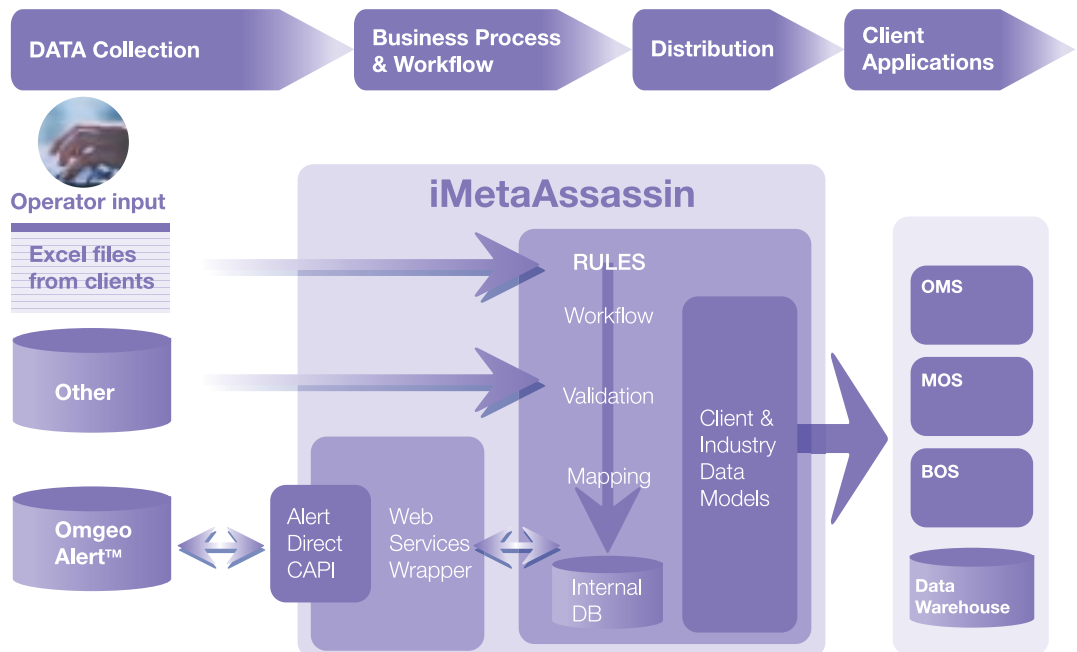 DATA Collection
Business Process
& Workflow
Distribution
Client
Applications
Operator input
Excel files
from clients
Other
Omgeo
Alert™
iMetaAssassin
RULES
Workflow
Validation
Mapping
Internal
DB
Client &
Industry
Data
Models
Alert
Direct
CAPI
Web
Services
Wrapper
OMS
MOS
BOS
Data
Warehouse